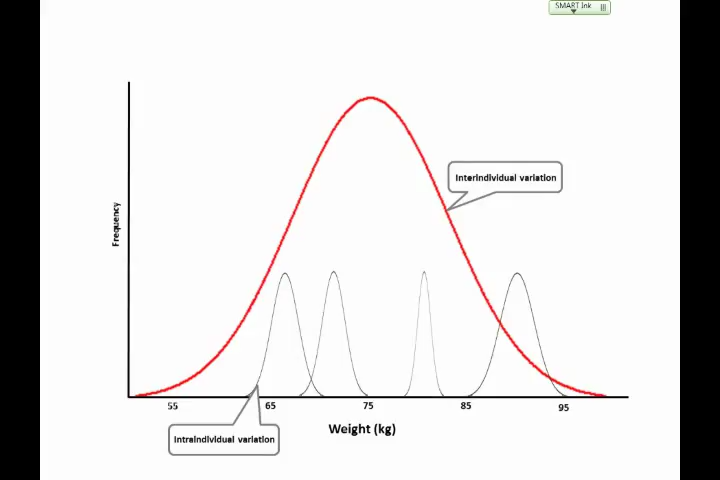 SMART Ink
Interindividual variation
Frequency
55 65 75 85 95
Weight (kg)
Intraindividual variation